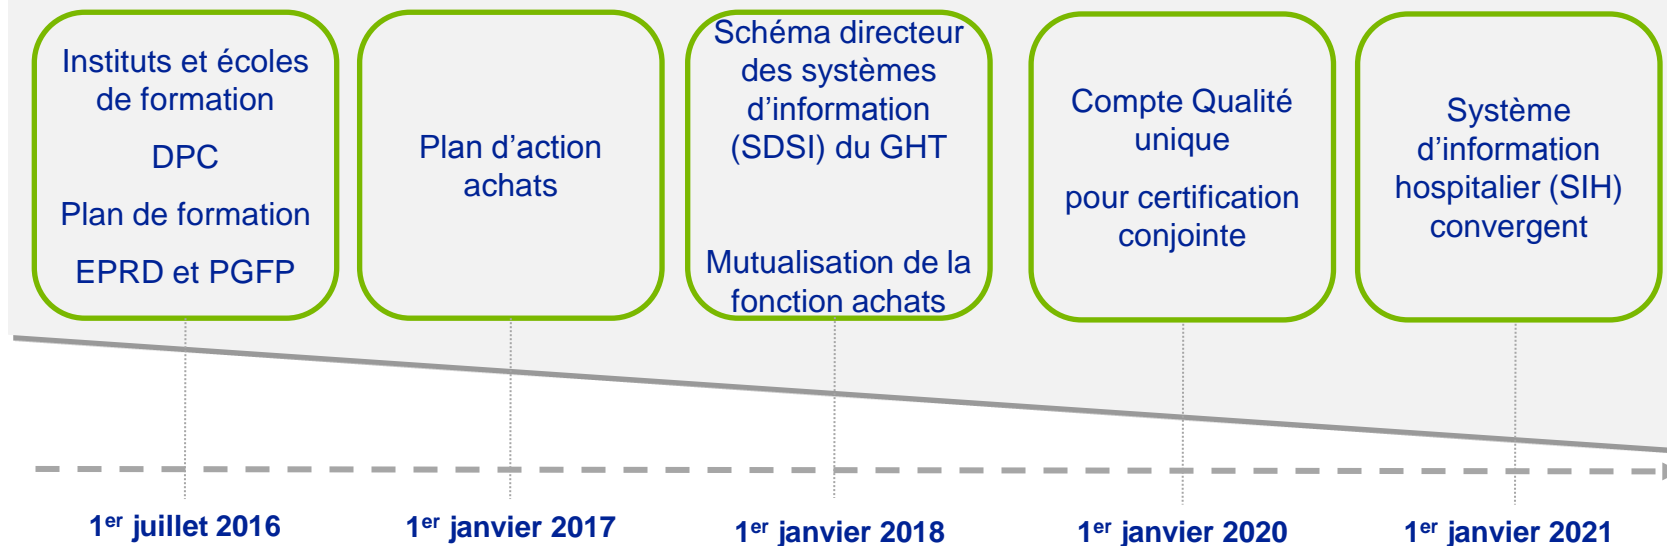 Instituts et écoles
de formation
DPC
Plan de formation
EPRD et PGFP
Plan d’action
achats
Schéma directeur
des systèmes
d’information
(SDSI) du GHT
Mutualisation de la
fonction achats
Compte Qualité
unique
pour certification
conjointe
Système
d’information
hospitalier (SIH)
convergent
1er juillet 2016
1er janvier 2017
1er janvier 2018
1er janvier 2020
1er janvier 2021